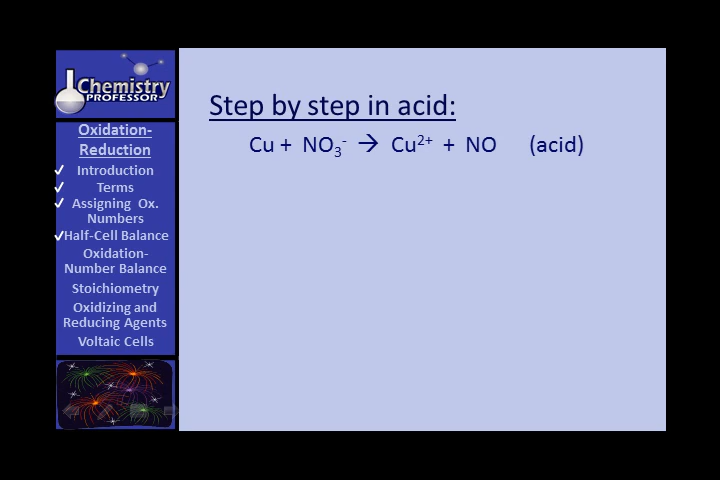 Chemistry
PROFESSOR
Oxidation-
Reduction
✓ Introduction
✓ Terms
✓ Assigning Ox.
Numbers
✓Half-Cell Balance
Oxidation-
Number Balance
Stoichiometry
Oxidizing and
Reducing Agents
Voltaic Cells
Step by step in acid:
Cu + NO₃⁻ → Cu²⁺ + NO (acid)